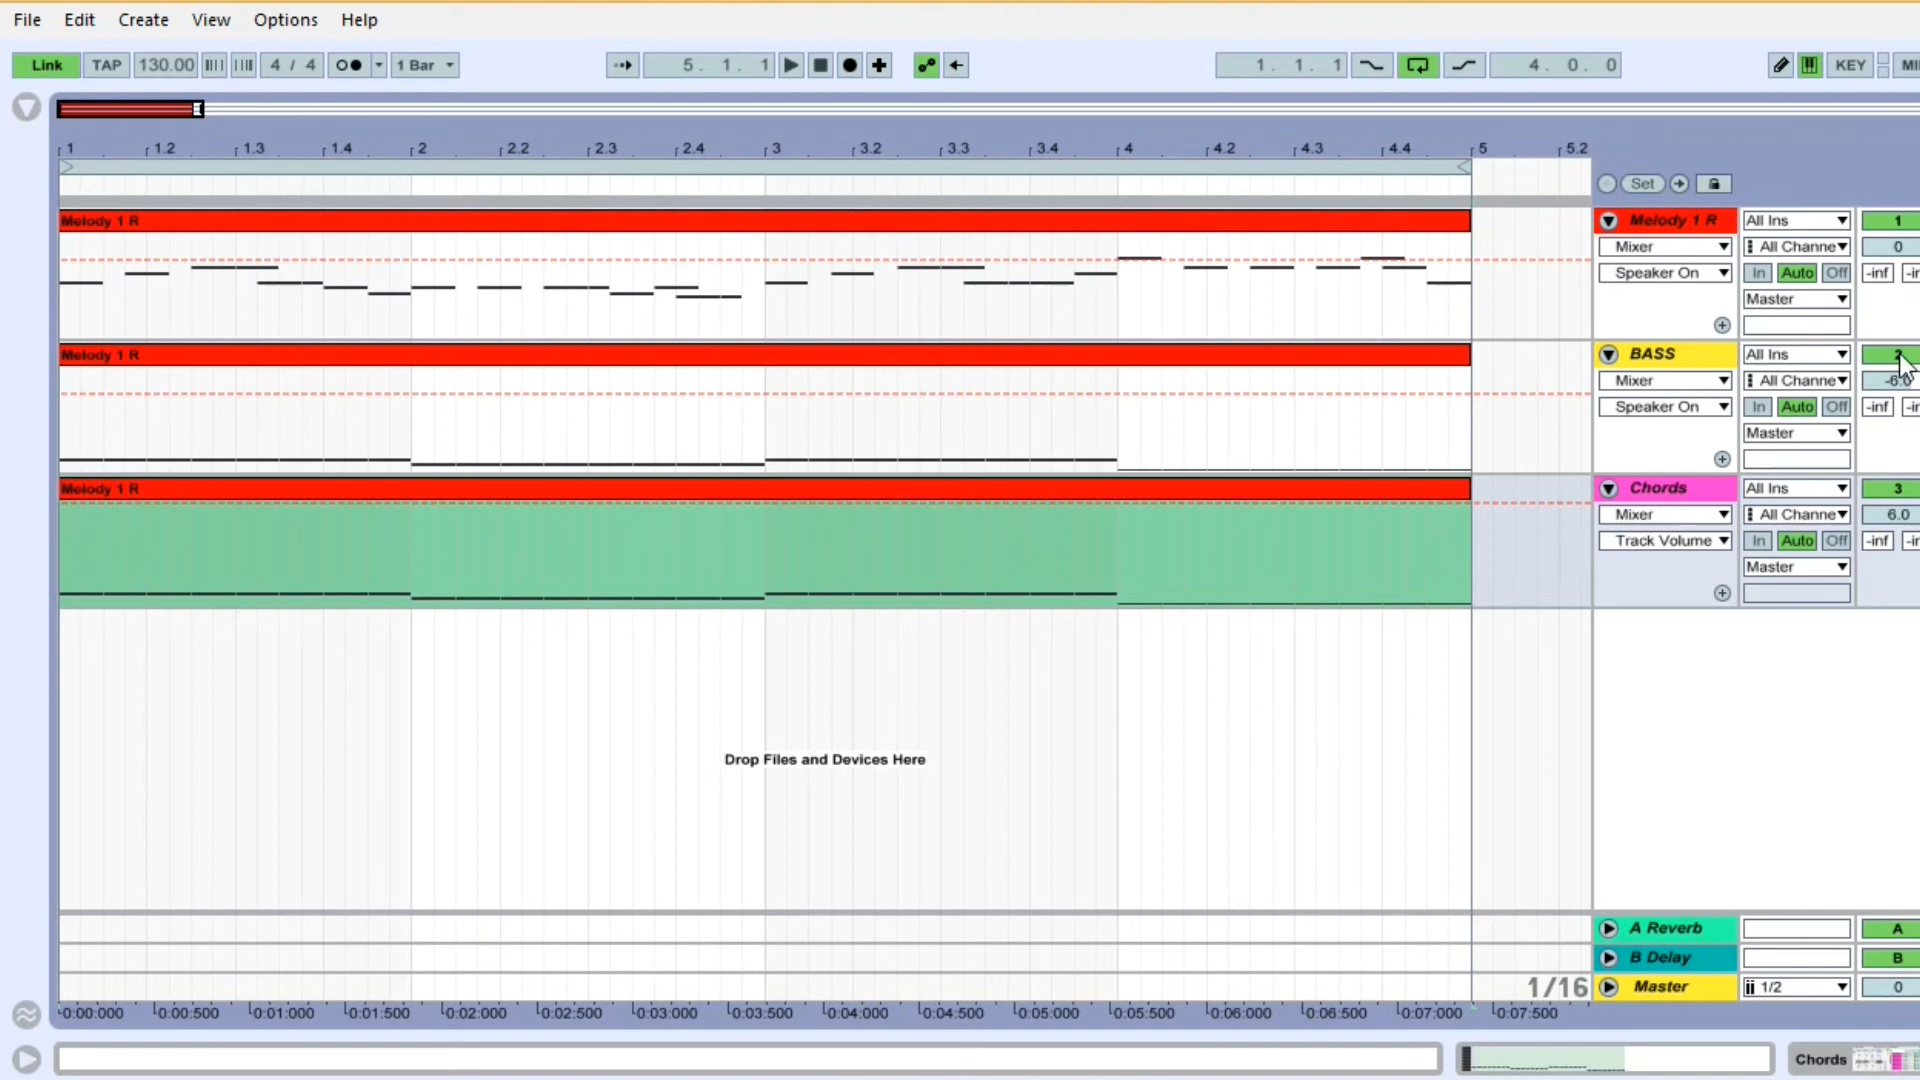 File Edit Create View Options Help
Link TAP 130.00 4 / 4 1 Bar 5. 1. 1 1. 1. 1 4. 0. 0 KEY
1 1.2 1.3 1.4 2 2.2 2.3 2.4 3 3.2 3.3 3.4 4 4.2 4.3 4.4 5 5.2
Set
Melody 1 R Melody 1 R All Ins 1
Mixer All Channe 0
Speaker On In Auto Off -inf
Master
Melody 1 R BASS All Ins 2
Mixer All Channe -6.0
Speaker On In Auto Off -inf
Master
Melody 1 R Chords All Ins 3
Mixer All Channe 6.0
Track Volume In Auto Off -inf
Master
Drop Files and Devices Here
A Reverb A
B Delay B
1/16 Master 1/2 0
0:00:000 0:00:500 0:01:000 0:01:500 0:02:000 0:02:500 0:03:000 0:03:500 0:04:000 0:04:500 0:05:000 0:05:500 0:06:000 0:06:500 0:07:000 0:07:500
Chords